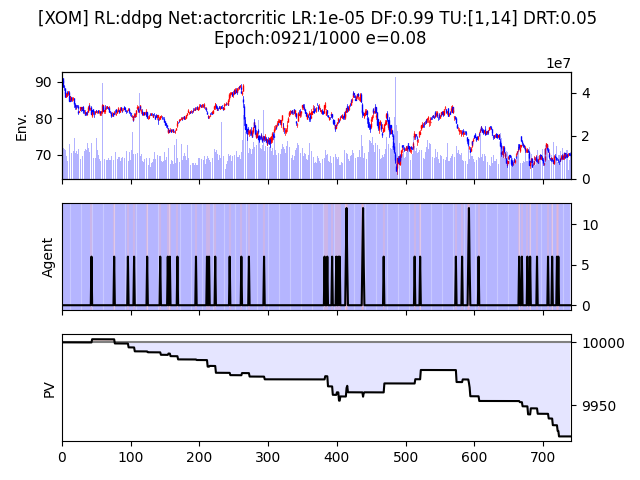 [XOM] RL:ddpg Net:actorcritic LR:1e-05 DF:0.99 TU:[1,14] DRT:0.05
Epoch:0921/1000 e=0.08
1e7
90
80
70
Env.
4
2
0
Agent
10
5
0
PV
10000
9950
0 100 200 300 400 500 600 700